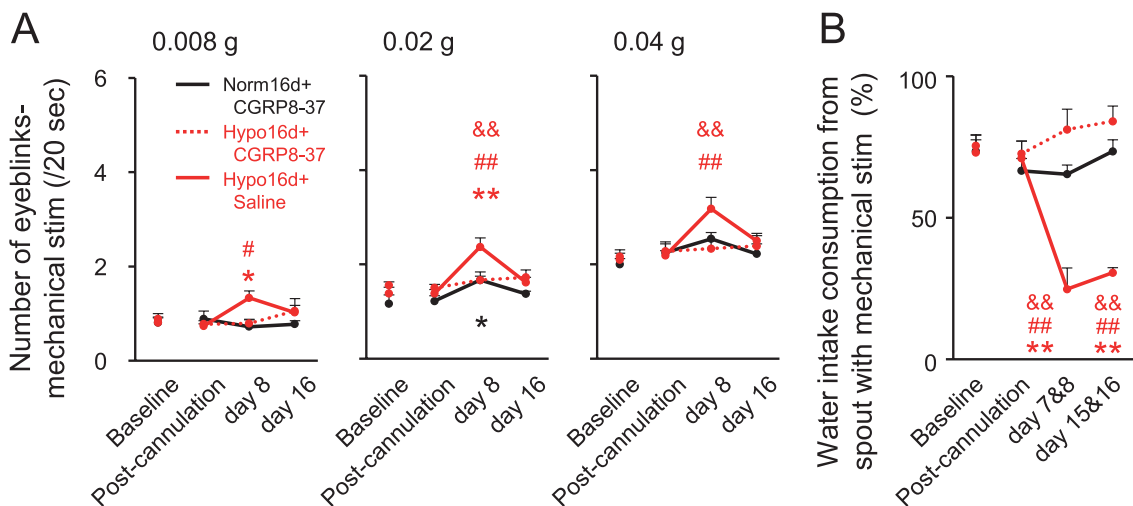 A
0.008 g
0.02 g
0.04 g
Number of eyeblinks-
mechanical stim (/20 sec)
6
4
2
0
Norm16d+
CGRP8-37
Hypo16d+
CGRP8-37
Hypo16d+
Saline
#
*
&&
##
**
*
&&
##
Baseline
Post-cannulation
day 8
day 16
Baseline
Post-cannulation
day 8
day 16
Baseline
Post-cannulation
day 8
day 16
B
Water intake consumption from
spout with mechanical stim (%)
100
50
0
&&
##
**
&&
##
**
Baseline
Post-cannulation
day 7&8
day 15&16